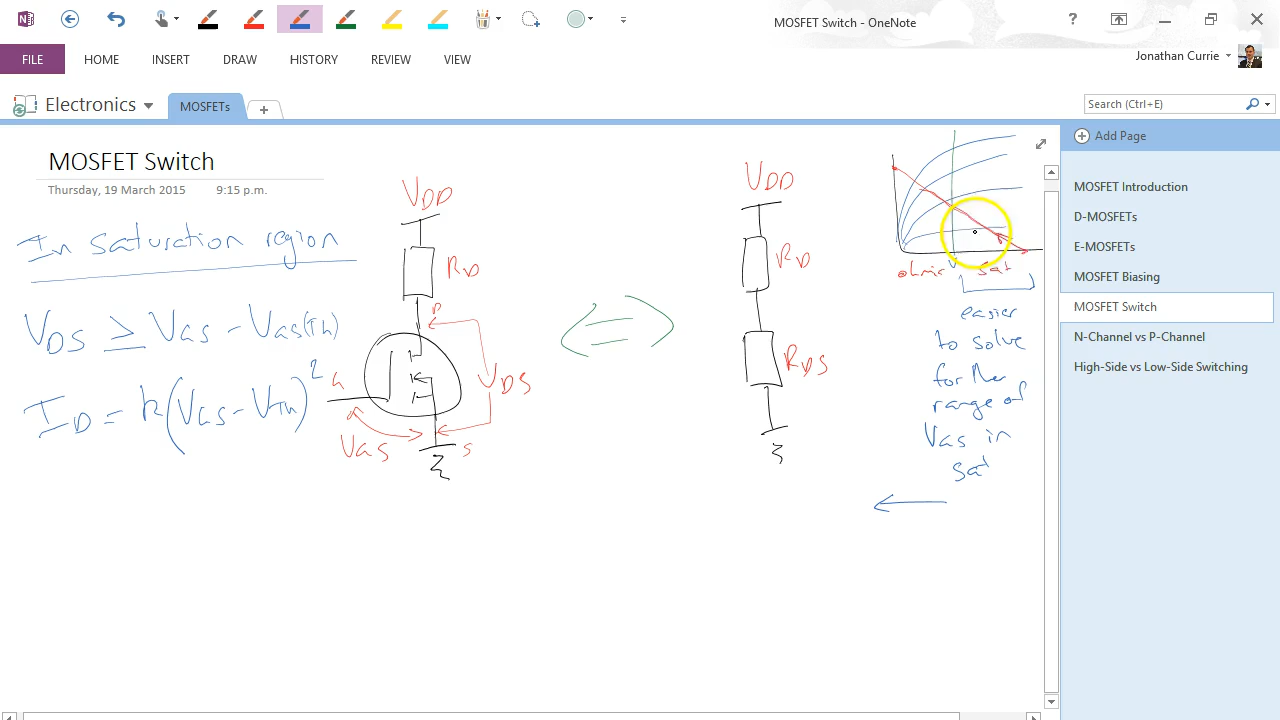 MOSFET Switch - OneNote
?
Jonathan Currie
FILE
HOME
INSERT
DRAW
HISTORY
REVIEW
VIEW
Electronics
MOSFETs
+
Search (Ctrl+E)
Add Page
MOSFET Introduction
D-MOSFETs
E-MOSFETs
MOSFET Biasing
MOSFET Switch
N-Channel vs P-Channel
High-Side vs Low-Side Switching
MOSFET Switch
Thursday, 19 March 2015 9:15 p.m.
In saturation region
VDS ≥ VGS - VGS(Th)
ID = k(VGS - VTh)²
VDD
RD
D
G
VDS
VGS
S
VDD
RD
RDS
ohmic
sat
easier
to solve
for the
range of
VGS in
sat